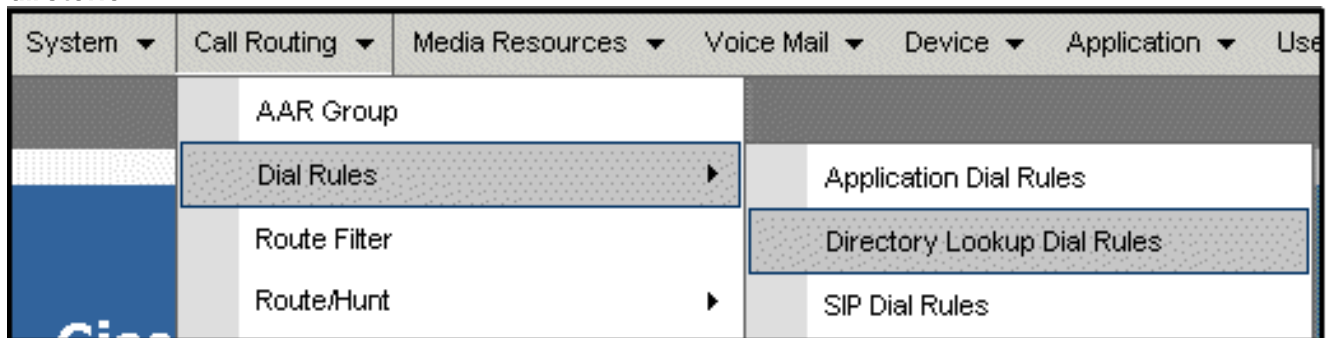 System Call Routing Media Resources Voice Mail Device Application Use
AAR Group
Dial Rules
Application Dial Rules
Route Filter
Directory Lookup Dial Rules
Route/Hunt
SIP Dial Rules